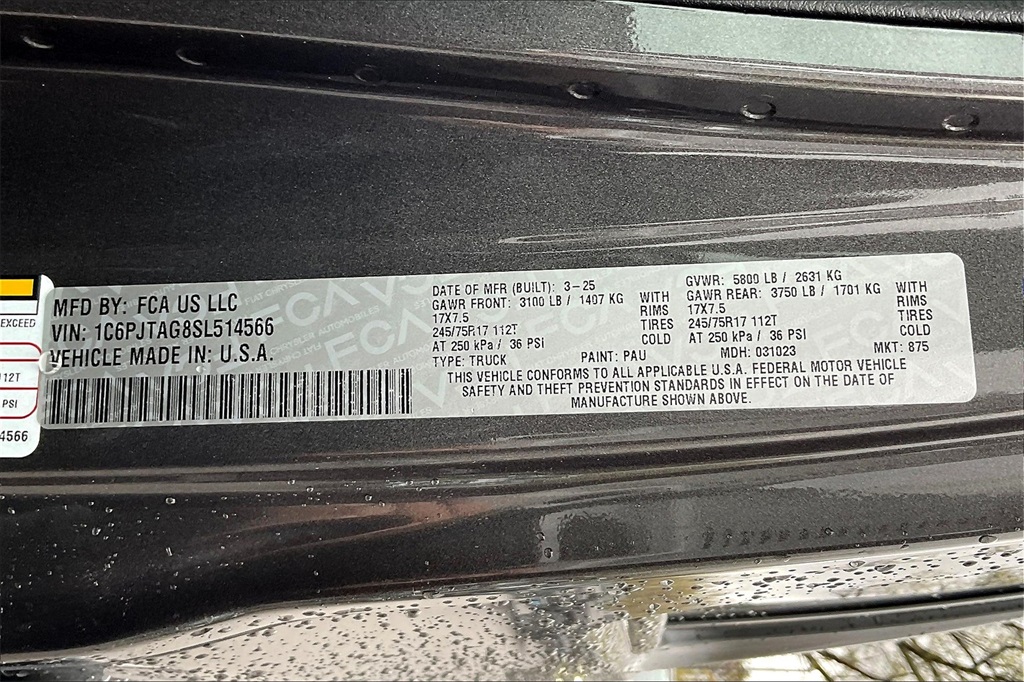 EXCEED
112T
PSI
4566
MFD BY: FCA US LLC
VIN: 1C6PJTAG8SL514566
VEHICLE MADE IN: U.S.A.
DATE OF MFR (BUILT): 3-25
GAWR FRONT: 3100 LB / 1407 KG
17X7.5
245/75R17 112T
AT 250 kPa / 36 PSI
WITH
RIMS
TIRES
COLD
GVWR: 5800 LB / 2631 KG
GAWR REAR: 3750 LB / 1701 KG
17X7.5
245/75R17 112T
AT 250 kPa / 36 PSI
WITH
RIMS
TIRES
COLD
TYPE: TRUCK PAINT: PAU MDH: 031023 MKT: 875
THIS VEHICLE CONFORMS TO ALL APPLICABLE U.S.A. FEDERAL MOTOR VEHICLE
SAFETY AND THEFT PREVENTION STANDARDS IN EFFECT ON THE DATE OF
MANUFACTURE SHOWN ABOVE.